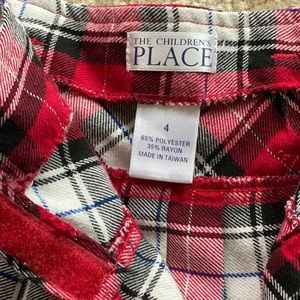 THE CHILDREN'S
PLACE
4
65% POLYESTER
35% RAYON
MADE IN TAIWAN